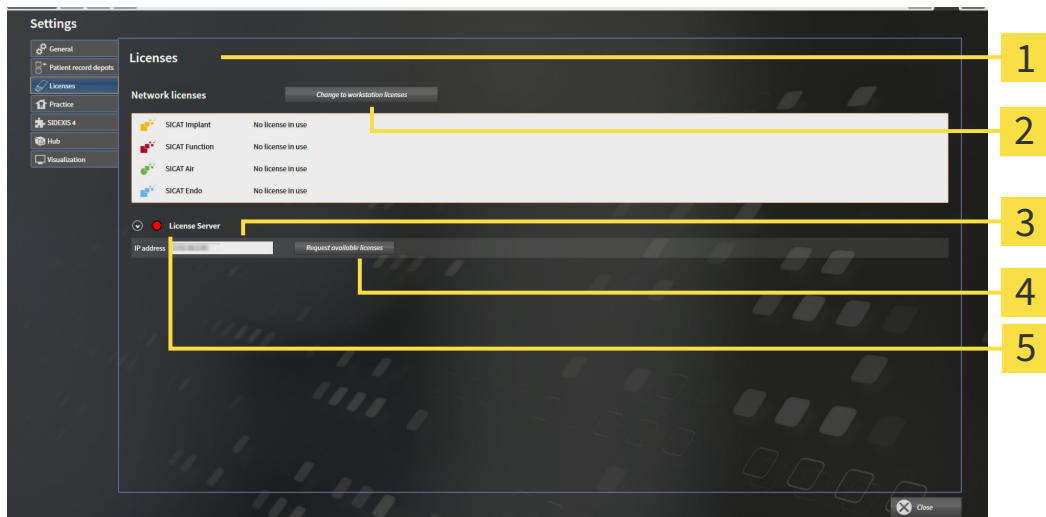 Settings
General
Patient record depots
Licenses
Practice
SIDEXIS 4
Hub
Visualization
Licenses
Network licenses
Change to workstation licenses
SICAT Implant No license in use
SICAT Function No license in use
SICAT Air No license in use
SICAT Endo No license in use
License Server
IP address
Request available licenses
Close
1
2
3
4
5